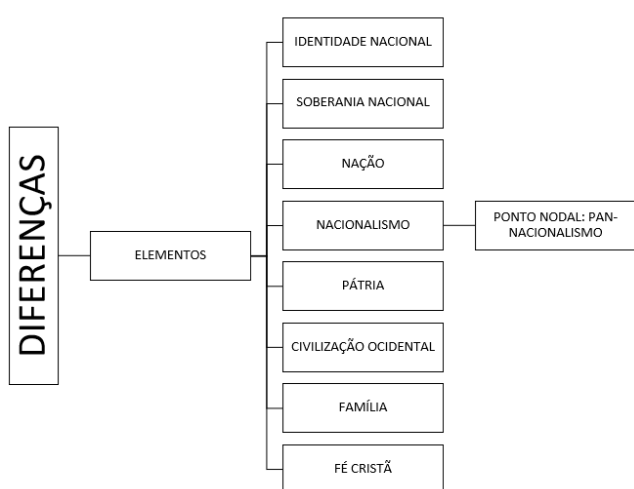 DIFERENÇAS
ELEMENTOS
IDENTIDADE NACIONAL
SOBERANIA NACIONAL
NAÇÃO
NACIONALISMO
PONTO NODAL: PAN-
NACIONALISMO
PÁTRIA
CIVILIZAÇÃO OCIDENTAL
FAMÍLIA
FÉ CRISTÃ